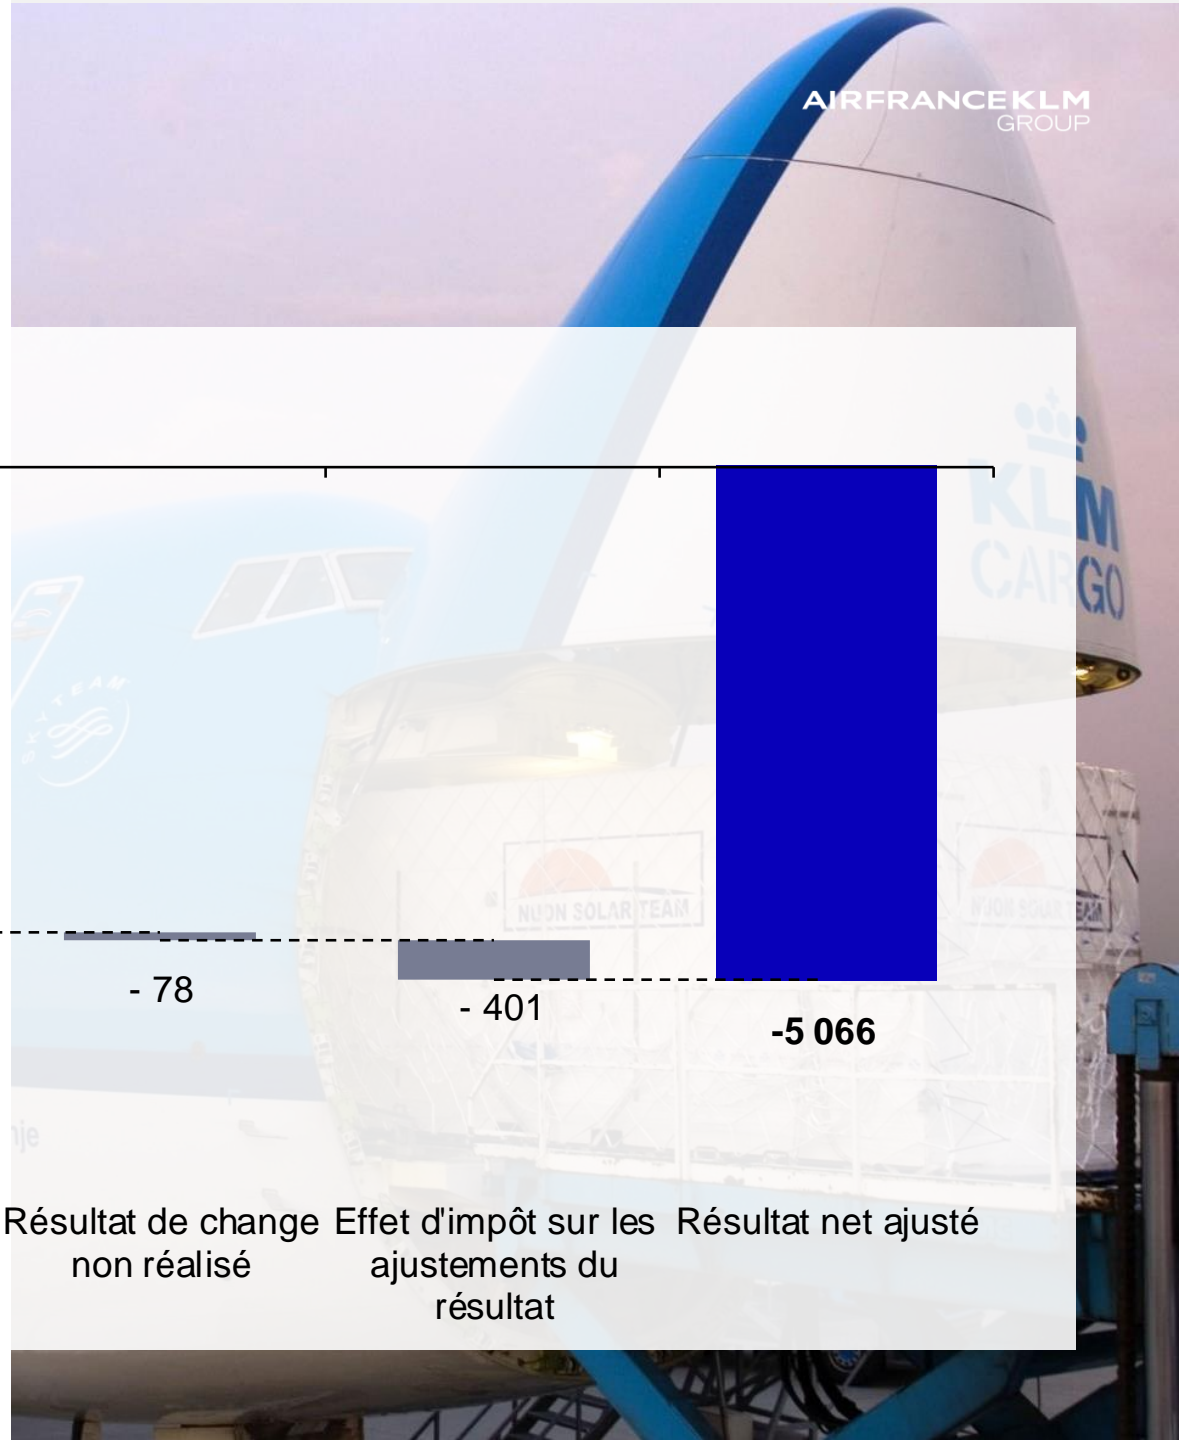 AIRFRANCEKLM
GROUP
KLM
CARGO
SKYTEAM
NUON SOLAR TEAM
NUON SOLAR TEAM
- 78
- 401
-5 066
Résultat de change
non réalisé
Effet d'impôt sur les
ajustements du
résultat
Résultat net ajusté